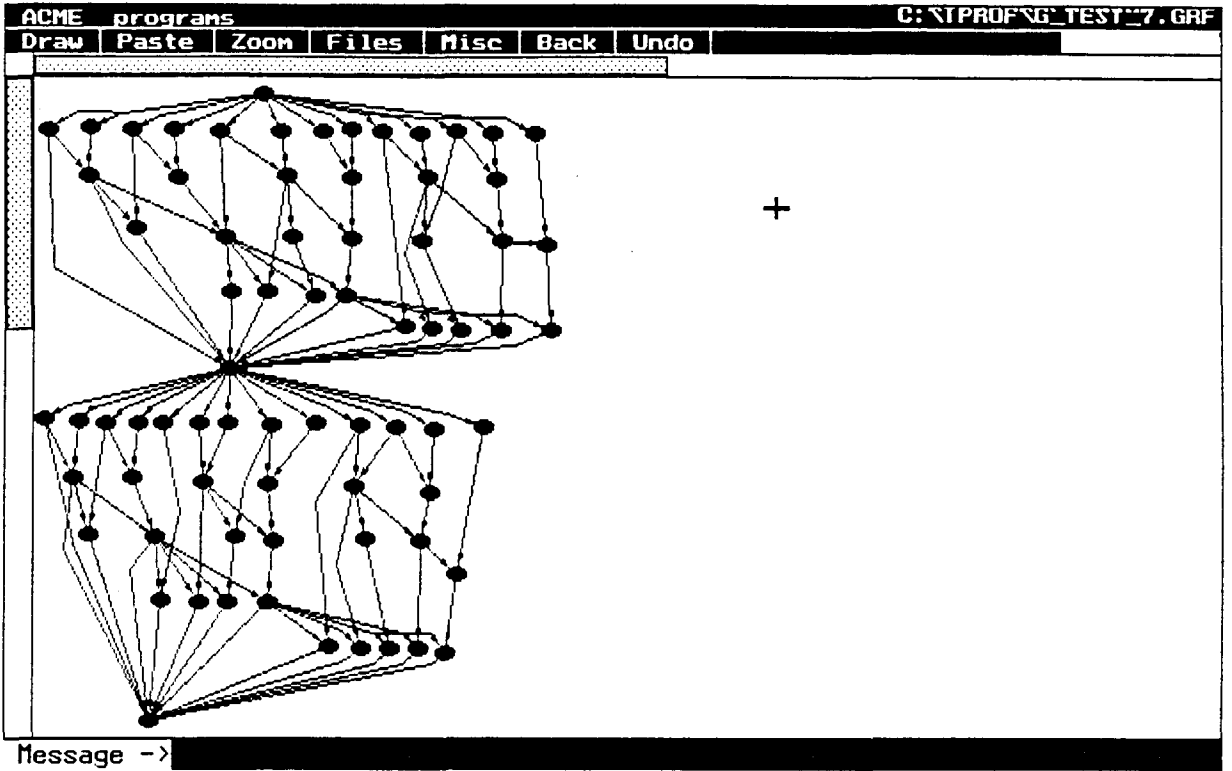 ACME programs C:\TPROF\G_TEST_7.GRF
Draw Paste Zoom Files Misc Back Undo
Message ->